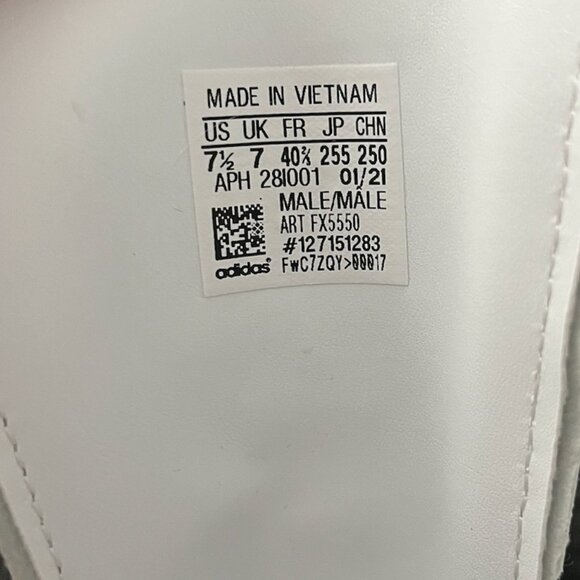 MADE IN VIETNAM
US UK FR JP CHN
7½ 7 40⅔ 255 250
APH 28I001 01/21
MALE/MÂLE
ART FX5550
#127151283
adidas® FwC7ZQY>00017